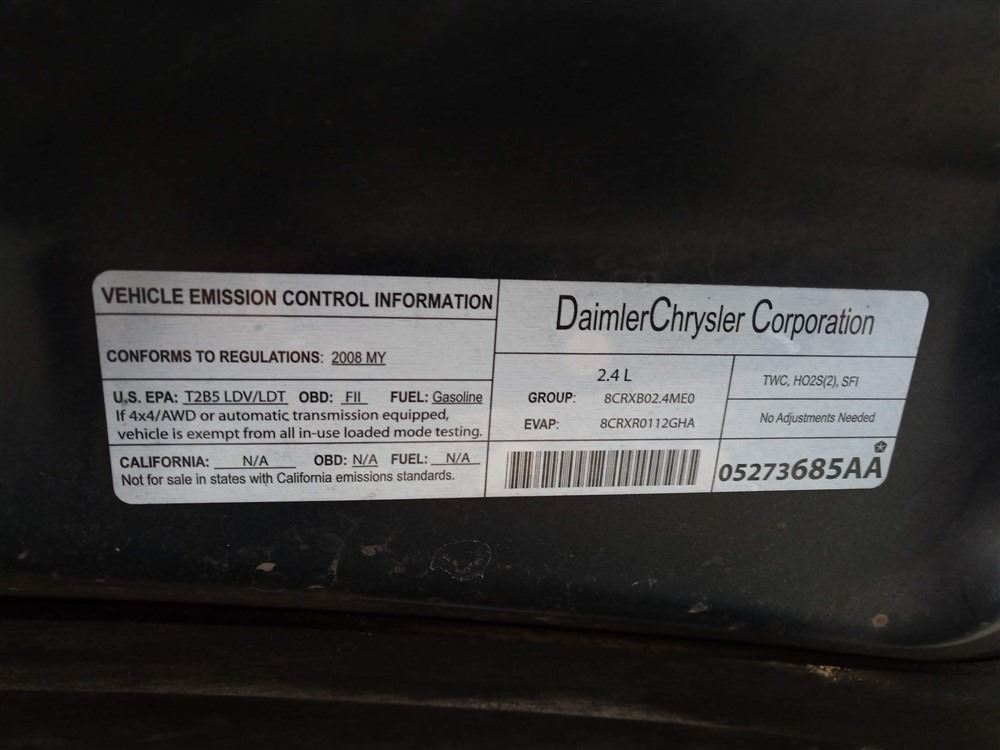 VEHICLE EMISSION CONTROL INFORMATION
CONFORMS TO REGULATIONS: 2008 MY
U.S. EPA: T2B5 LDV/LDT OBD: FII FUEL: Gasoline
If 4x4/AWD or automatic transmission equipped,
vehicle is exempt from all in-use loaded mode testing.
CALIFORNIA: N/A OBD: N/A FUEL: N/A
Not for sale in states with California emissions standards.
DaimlerChrysler Corporation
2.4 L
GROUP: 8CRXB02.4ME0
EVAP: 8CRXR0112GHA
TWC, HO2S(2), SFI
No Adjustments Needed
05273685AA